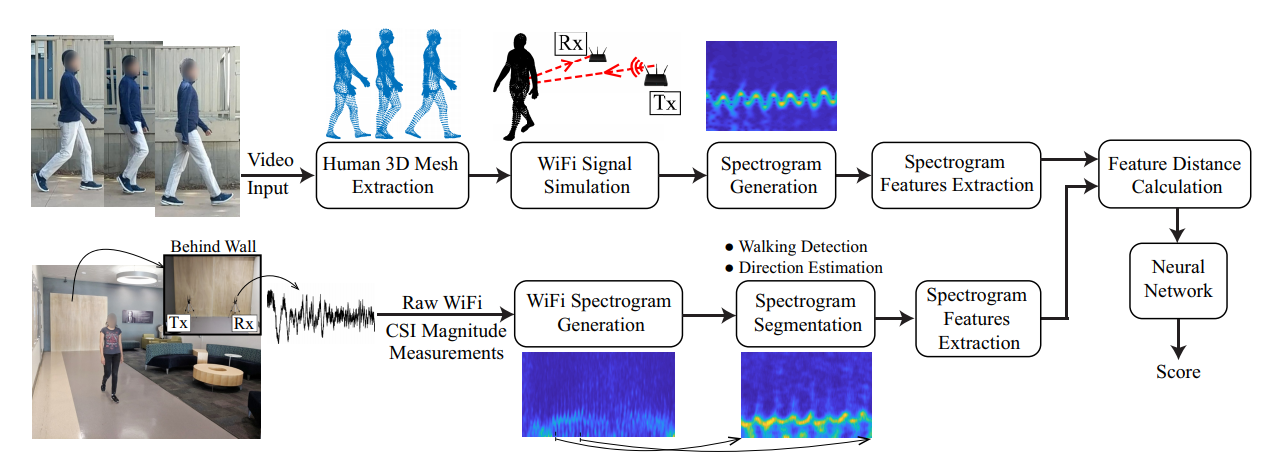 Rx
Tx
Video
Input
Human 3D Mesh
Extraction
WiFi Signal
Simulation
Spectrogram
Generation
Spectrogram
Features Extraction
Feature Distance
Calculation
Behind Wall
Tx
Rx
Raw WiFi
CSI Magnitude
Measurements
WiFi Spectrogram
Generation
● Walking Detection
● Direction Estimation
Spectrogram
Segmentation
Spectrogram
Features
Extraction
Neural
Network
Score